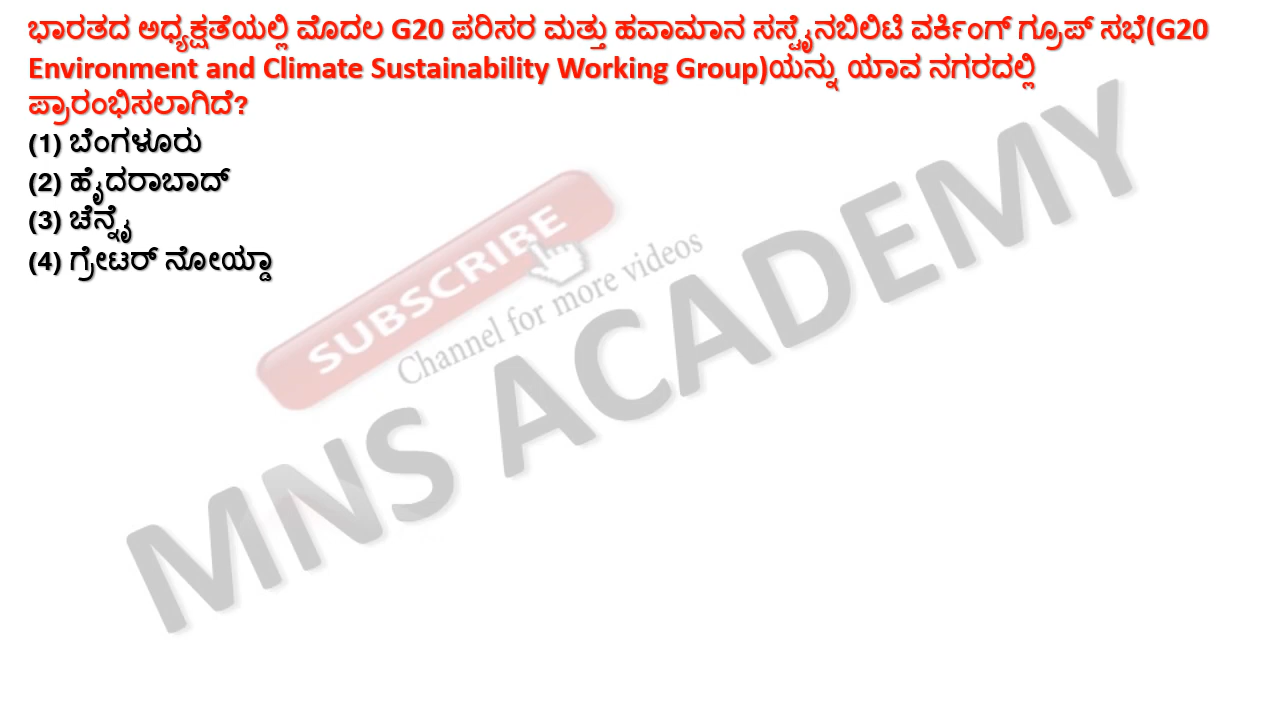 ಭಾರತದ ಅಧ್ಯಕ್ಷತೆಯಲ್ಲಿ ಮೊದಲ G20 ಪರಿಸರ ಮತ್ತು ಹವಾಮಾನ ಸಸ್ಟೈನಬಿಲಿಟಿ ವರ್ಕಿಂಗ್ ಗ್ರೂಪ್ ಸಭೆ(G20
Environment and Climate Sustainability Working Group)ಯನ್ನು ಯಾವ ನಗರದಲ್ಲಿ
ಪ್ರಾರಂಭಿಸಲಾಗಿದೆ?
(1) ಬೆಂಗಳೂರು
(2) ಹೈದರಾಬಾದ್
(3) ಚೆನ್ನೈ
(4) ಗ್ರೇಟರ್ ನೋಯ್ಡಾ
SUBSCRIBE
Channel for more videos
MNS ACADEMY